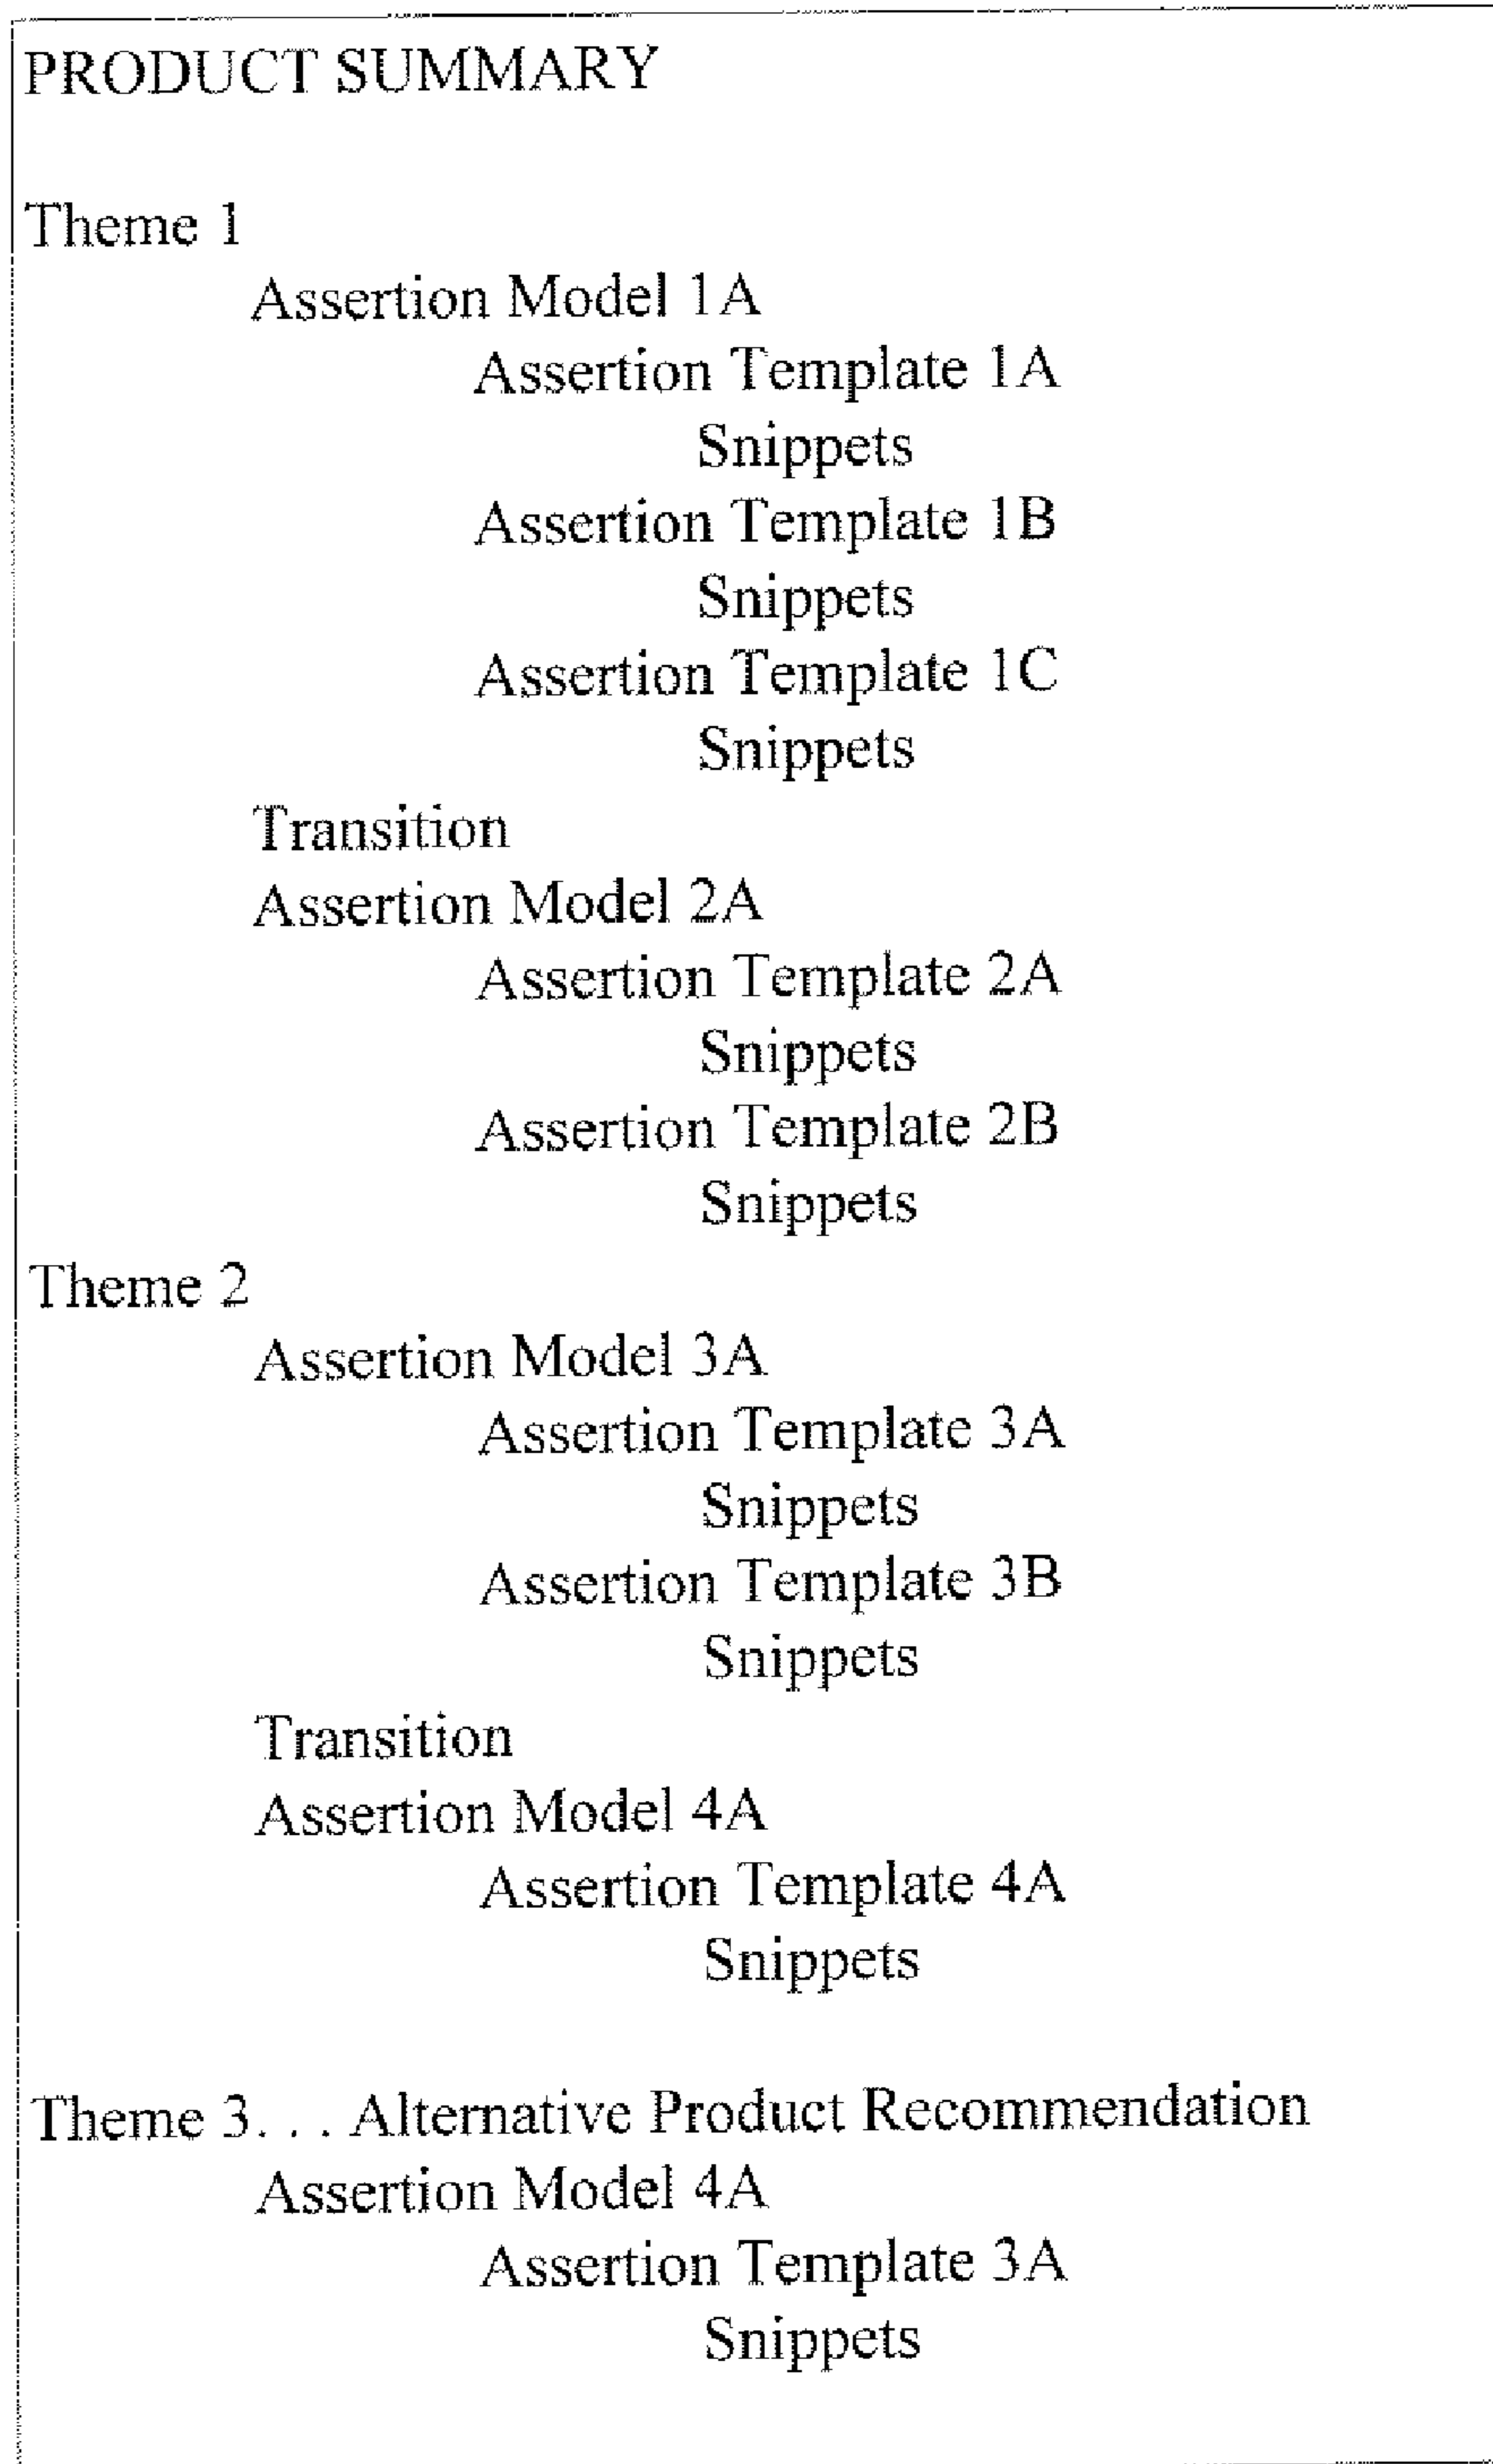 PRODUCT SUMMARY
Theme 1
Assertion Model 1A
Assertion Template 1A
Snippets
Assertion Template 1B
Snippets
Assertion Template 1C
Snippets
Transition
Assertion Model 2A
Assertion Template 2A
Snippets
Assertion Template 2B
Snippets
Theme 2
Assertion Model 3A
Assertion Template 3A
Snippets
Assertion Template 3B
Snippets
Transition
Assertion Model 4A
Assertion Template 4A
Snippets
Theme 3. . . Alternative Product Recommendation
Assertion Model 4A
Assertion Template 3A
Snippets